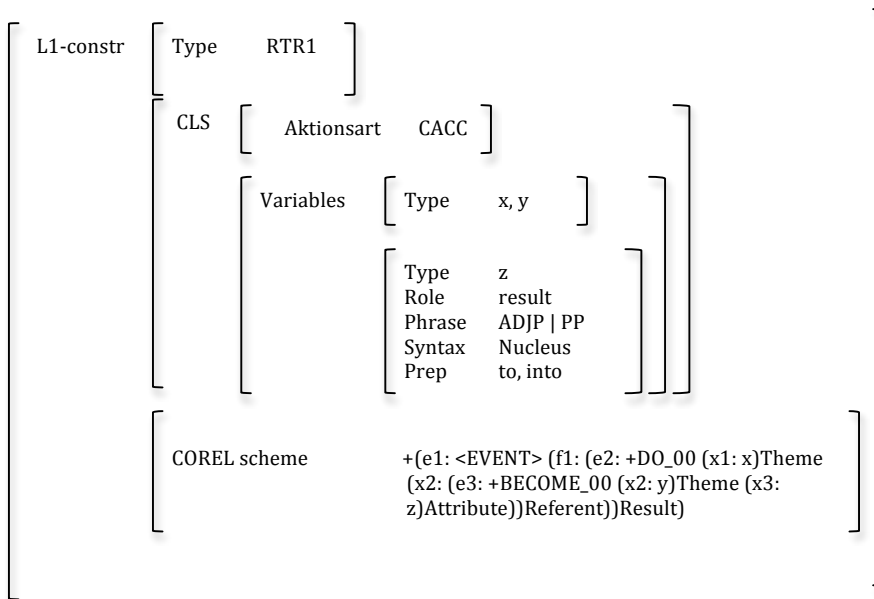 L1-constr Type RTR1
CLS Aktionsart CACC
Variables Type x, y
Type z
Role result
Phrase ADJP | PP
Syntax Nucleus
Prep to, into
COREL scheme +(e1: <EVENT> (f1: (e2: +DO_00 (x1: x)Theme
(x2: (e3: +BECOME_00 (x2: y)Theme (x3:
z)Attribute))Referent))Result)